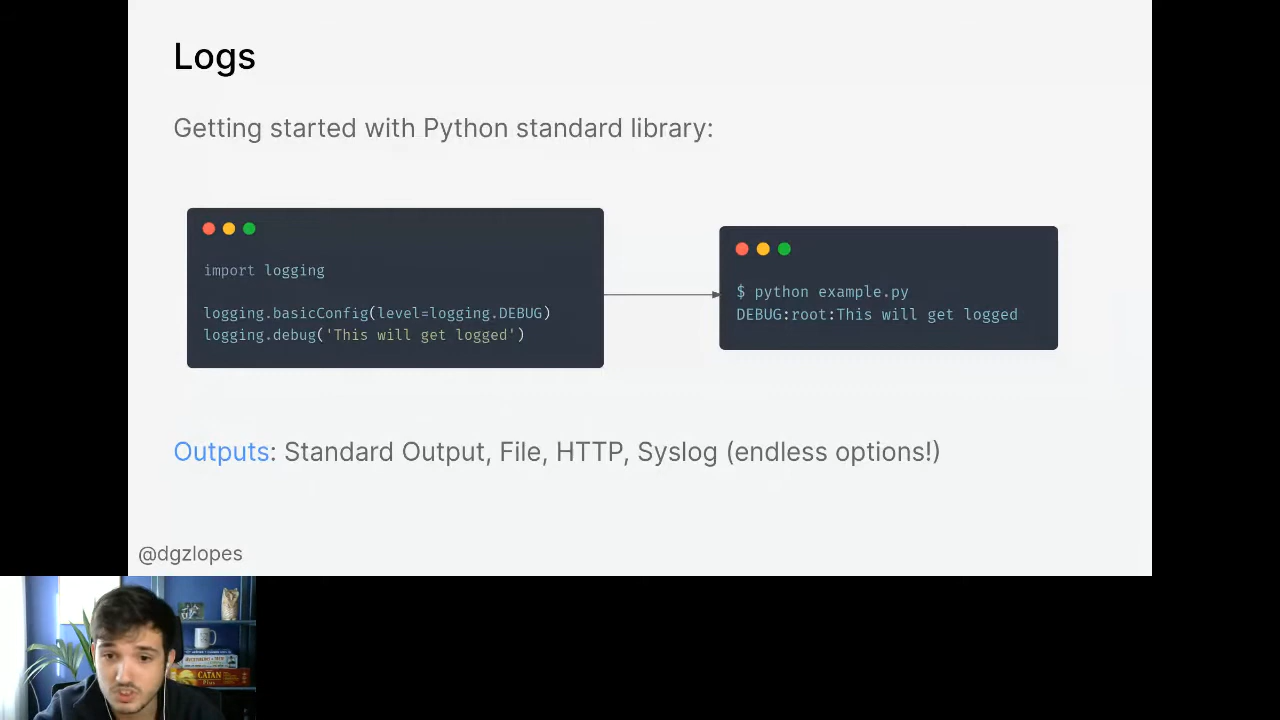 Logs
Getting started with Python standard library:
import logging
logging.basicConfig(level=logging.DEBUG)
logging.debug('This will get logged')
$ python example.py
DEBUG:root:This will get logged
Outputs: Standard Output, File, HTTP, Syslog (endless options!)
@dgzlopes
CATAN